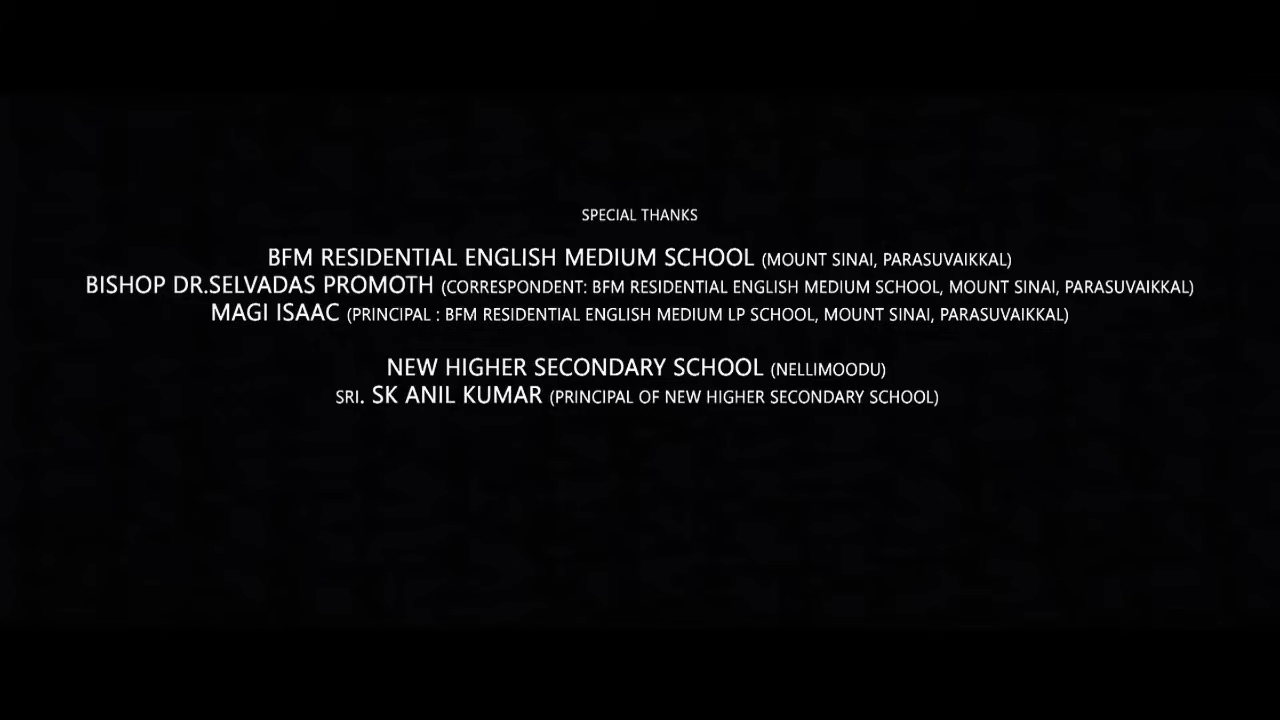 SPECIAL THANKS
BFM RESIDENTIAL ENGLISH MEDIUM SCHOOL (MOUNT SINAI, PARASUVAIKKAL)
BISHOP DR.SELVADAS PROMOTH (CORRESPONDENT: BFM RESIDENTIAL ENGLISH MEDIUM SCHOOL, MOUNT SINAI, PARASUVAIKKAL)
MAGI ISAAC (PRINCIPAL : BFM RESIDENTIAL ENGLISH MEDIUM LP SCHOOL, MOUNT SINAI, PARASUVAIKKAL)
NEW HIGHER SECONDARY SCHOOL (NELLIMOODU)
SRI. SK ANIL KUMAR (PRINCIPAL OF NEW HIGHER SECONDARY SCHOOL)